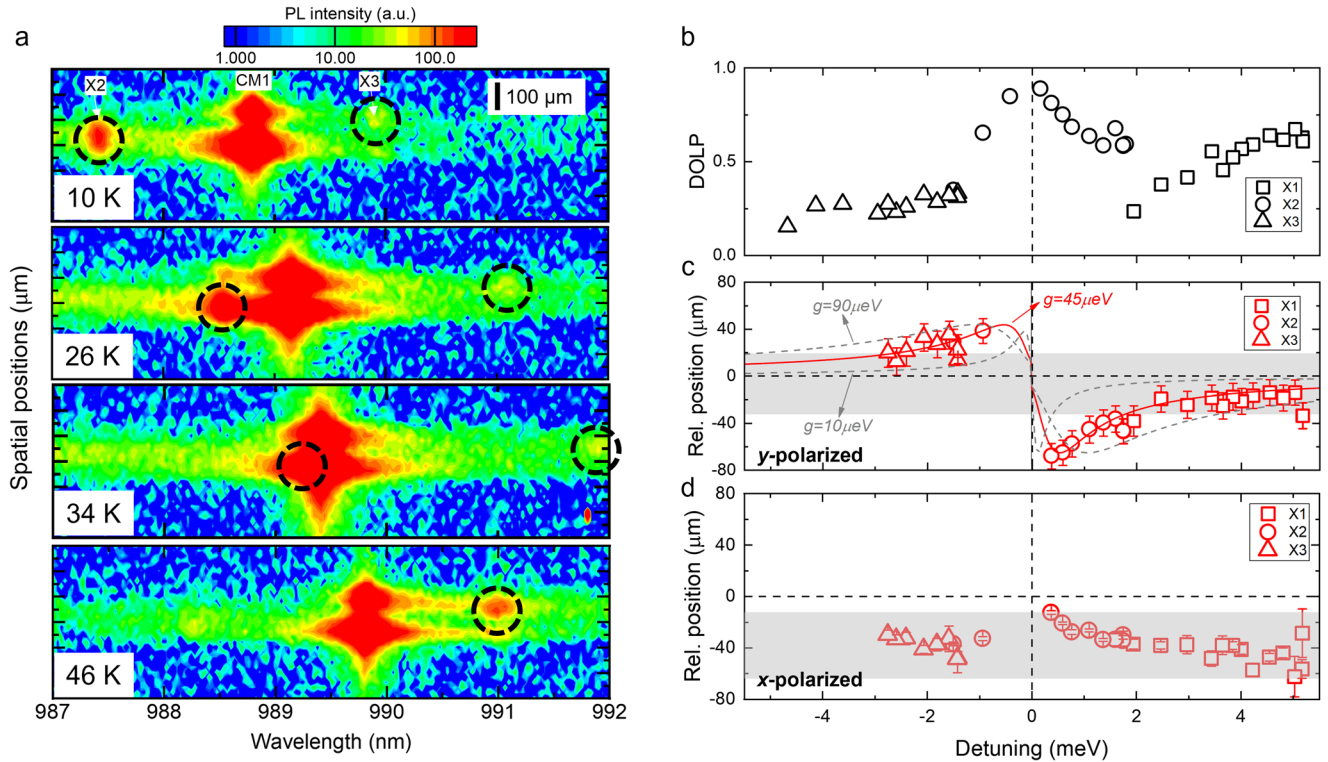 a
PL intensity (a.u.)
1.000 10.00 100.0
X2
CM1
X3
100 μm
10 K
26 K
34 K
46 K
Spatial positions (μm)
987 988 989 990 991 992
Wavelength (nm)
b
1.0
0.5
0.0
DOLP
X1
X2
X3
c
80
40
0
-40
-80
Rel. position (μm)
g=90μeV
g=45μeV
g=10μeV
X1
X2
X3
y-polarized
d
80
40
0
-40
-80
Rel. position (μm)
X1
X2
X3
x-polarized
-4 -2 0 2 4
Detuning (meV)